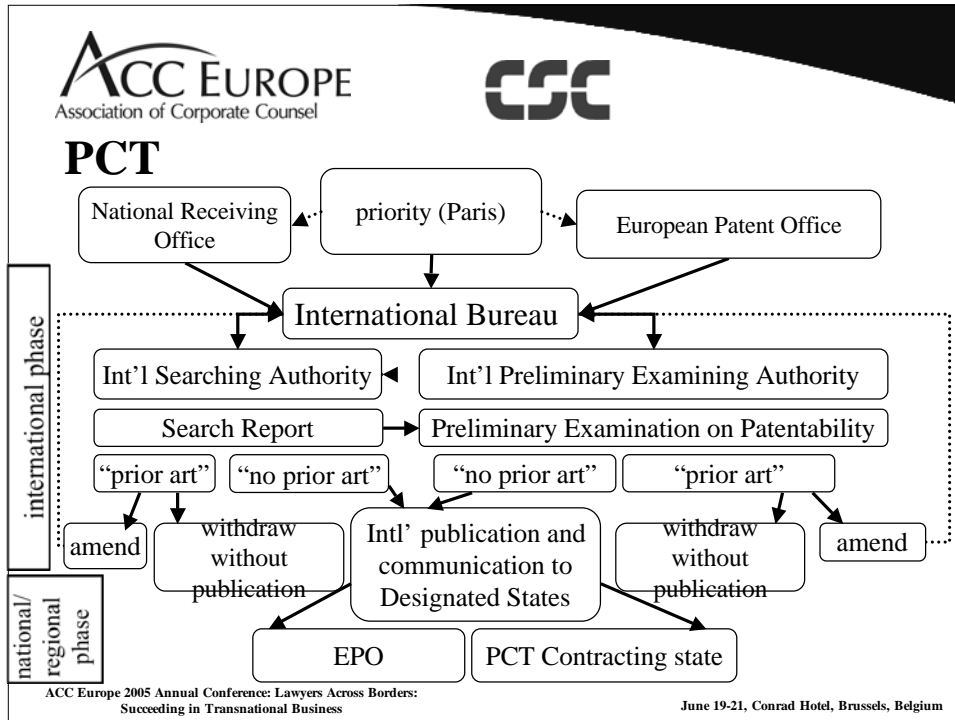 ACC EUROPE
Association of Corporate Counsel
CSC
PCT
National Receiving
Office
priority (Paris)
European Patent Office
international phase
International Bureau
Int'l Searching Authority
Int'l Preliminary Examining Authority
Search Report
Preliminary Examination on Patentability
“prior art”
“no prior art”
“no prior art”
“prior art”
amend
withdraw
without
publication
Intl’ publication and
communication to
Designated States
withdraw
without
publication
amend
national/
regional
phase
EPO
PCT Contracting state
ACC Europe 2005 Annual Conference: Lawyers Across Borders:
Succeeding in Transnational Business
June 19-21, Conrad Hotel, Brussels, Belgium